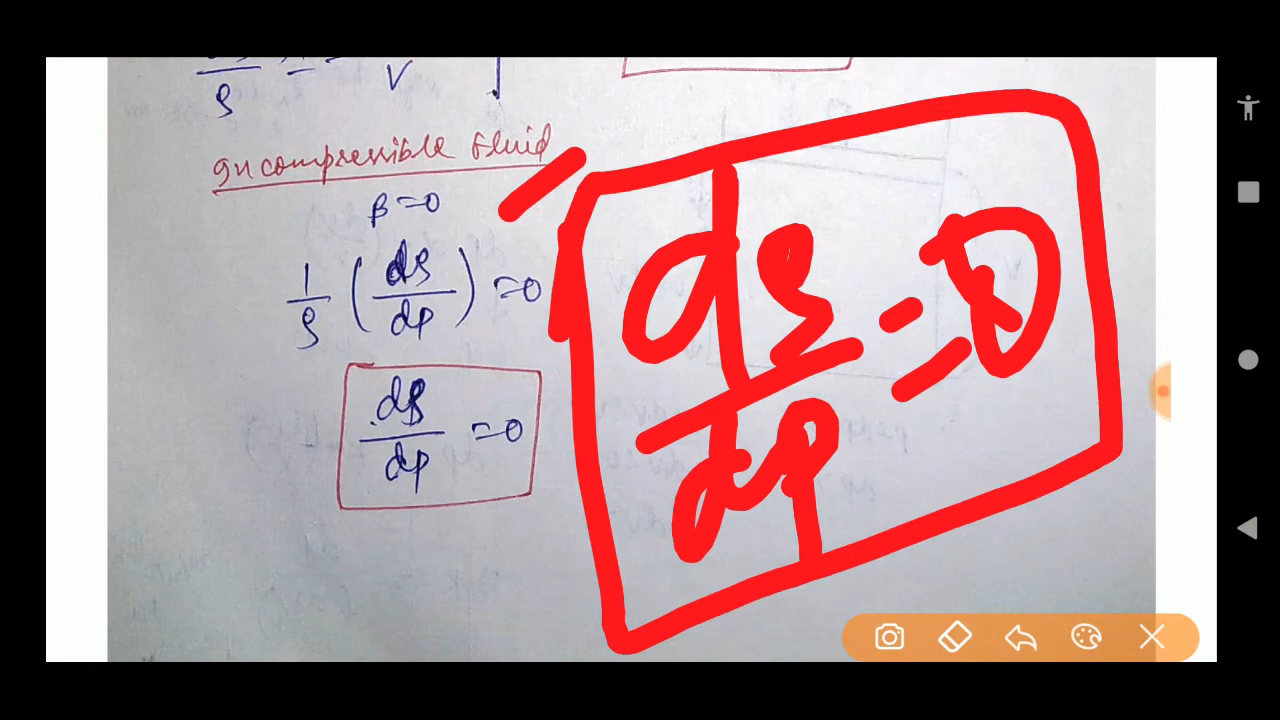 ρ V
Incompressible Fluid
β = 0
1/ρ (dρ/dp) = 0
dρ/dp = 0
dρ/dp = 0